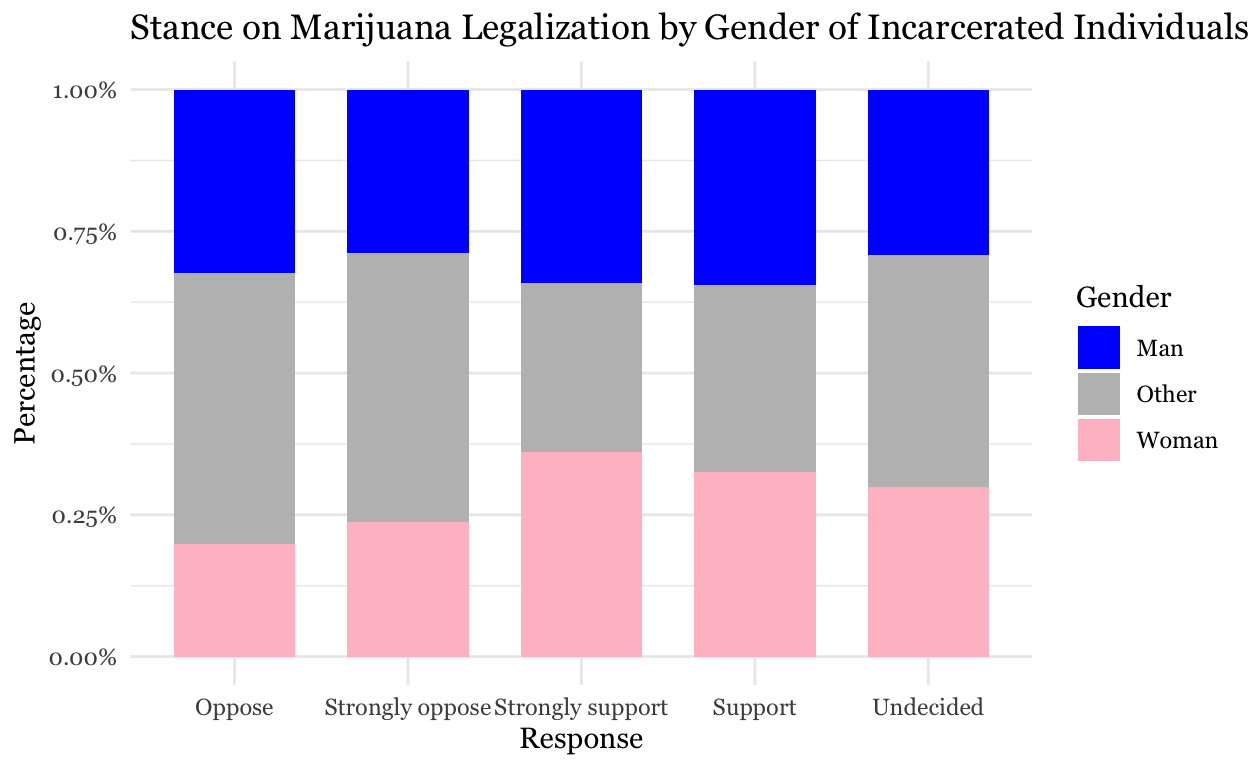 Stance on Marijuana Legalization by Gender of Incarcerated Individuals
1.00%
0.75%
0.50%
0.25%
0.00%
Percentage
Oppose
Strongly oppose
Strongly support
Support
Undecided
Response
Gender
Man
Other
Woman